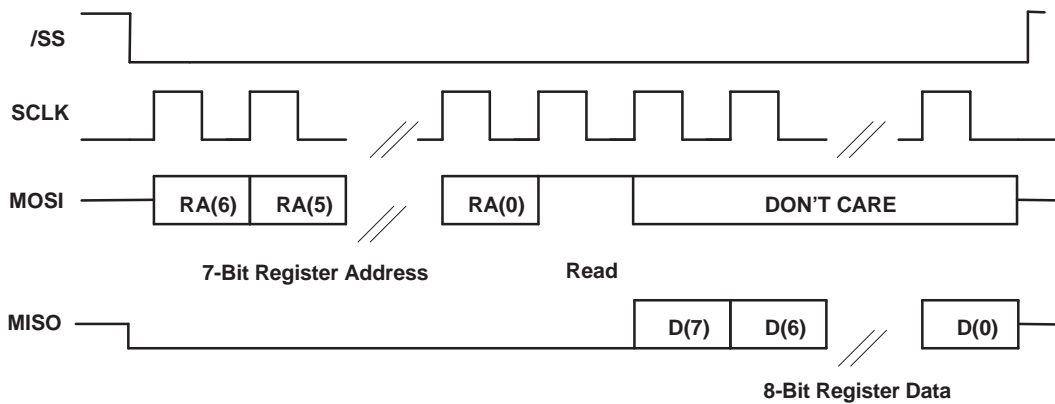 /SS
SCLK
MOSI RA(6) RA(5) RA(0) DON'T CARE
7-Bit Register Address Read
MISO D(7) D(6) D(0)
8-Bit Register Data